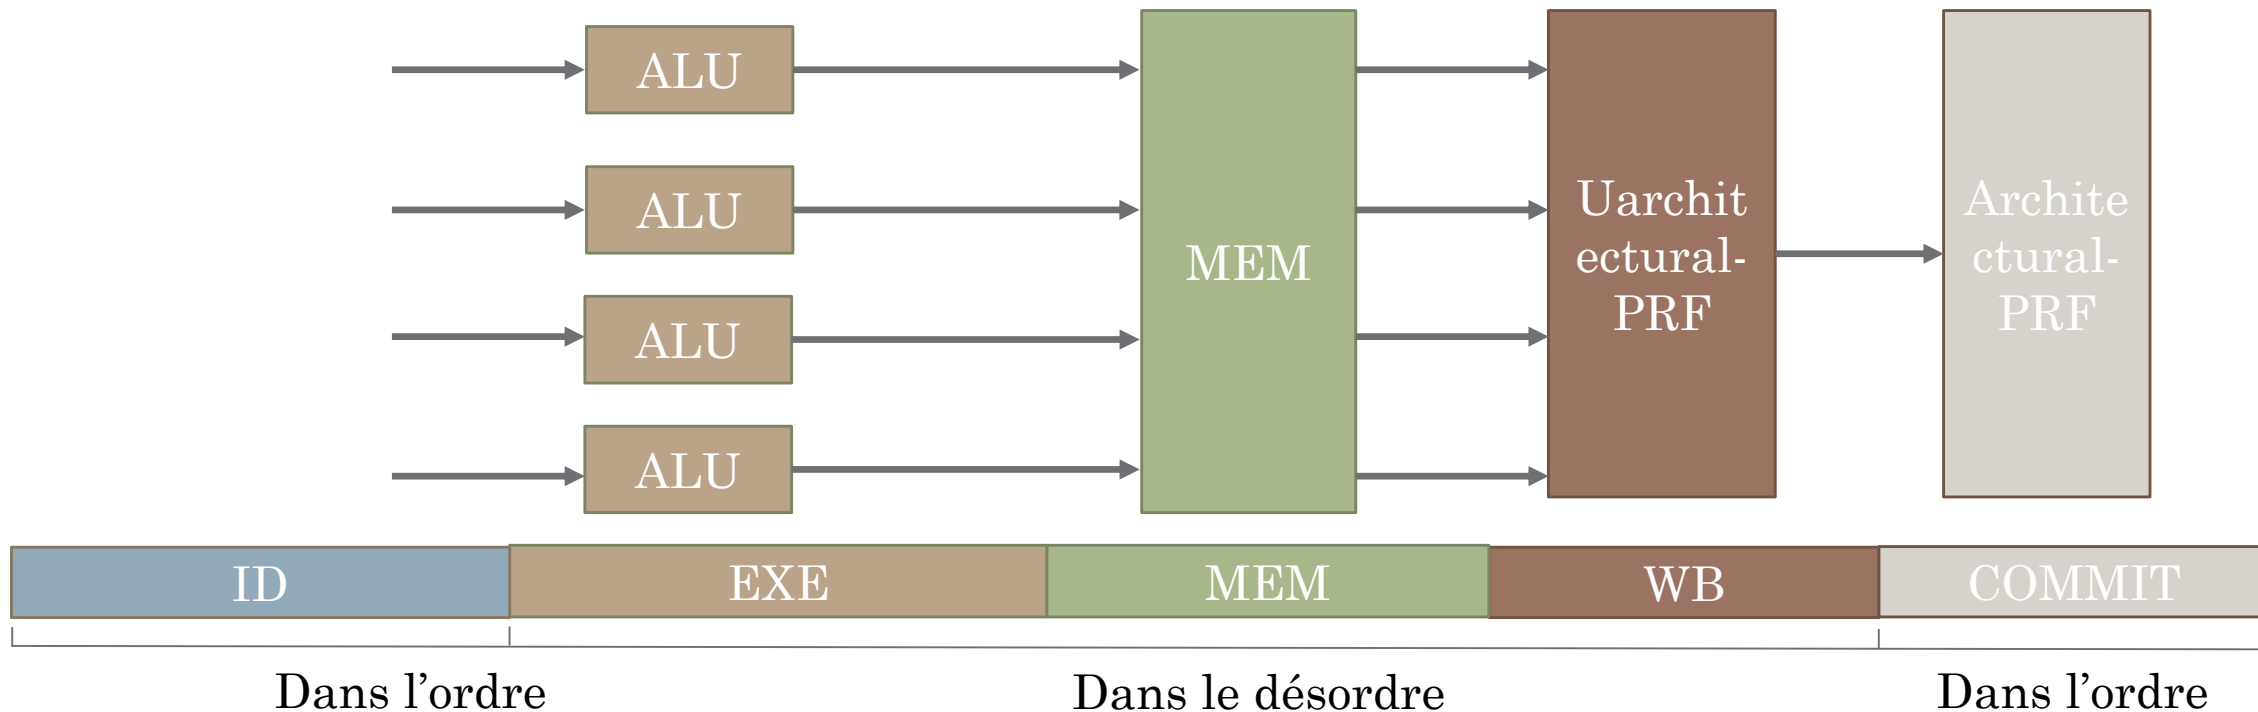 ALU
ALU
ALU
ALU
MEM
Uarchit
ectural-
PRF
Archite
ctural-
PRF
ID
EXE
MEM
WB
COMMIT
Dans l’ordre
Dans le désordre
Dans l’ordre